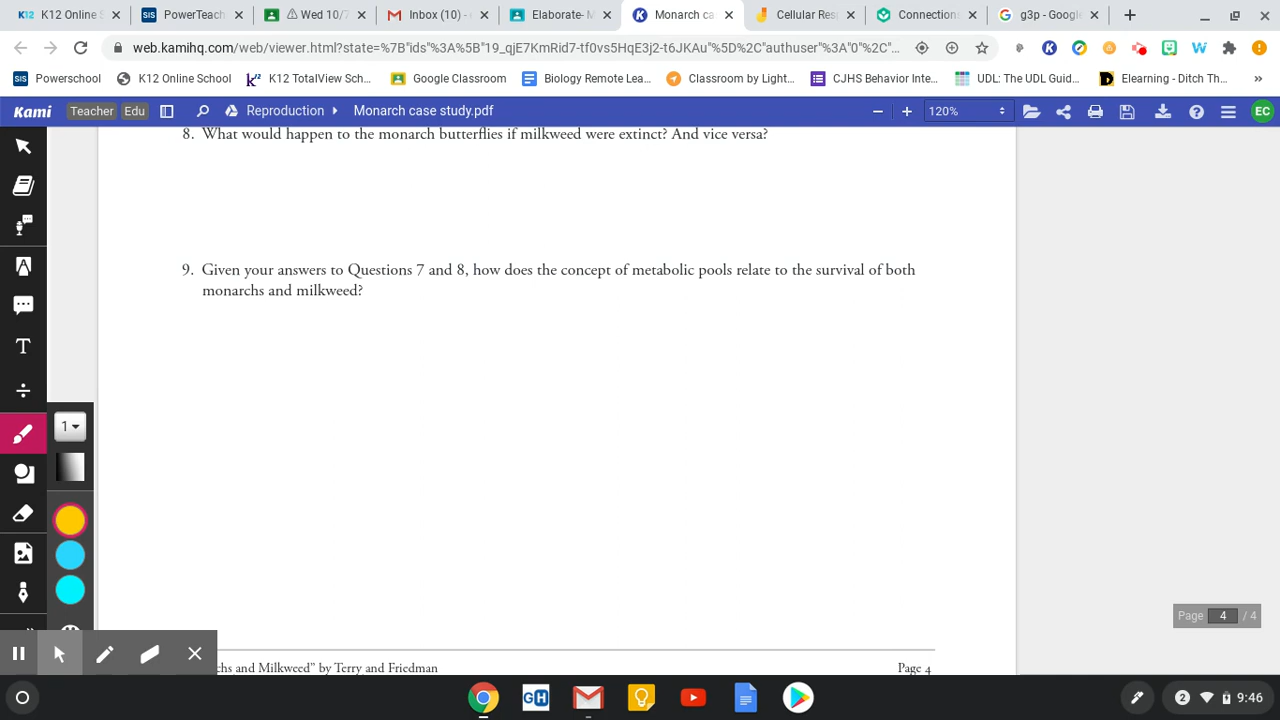 K12 Online S
PowerTeach
Wed 10/7
Inbox (10) -
Elaborate- M
Monarch ca
Cellular Res
Connections
g3p - Google
web.kamihq.com/web/viewer.html?state=%7B"ids"%3A%5B"19_qjE7KmRid7-tf0vs5HqE3j2-t6JKAu"%5D%2C"authuser"%3A"0"%2C"...
Powerschool
K12 Online School
K12 TotalView Sch...
Google Classroom
Biology Remote Lea...
Classroom by Light...
CJHS Behavior Inte...
UDL: The UDL Guid...
Elearning - Ditch Th...
»
Kami Teacher Edu
Reproduction
Monarch case study.pdf
120%
EC
8. What would happen to the monarch butterflies if milkweed were extinct? And vice versa?
9. Given your answers to Questions 7 and 8, how does the concept of metabolic pools relate to the survival of both
monarchs and milkweed?
1
Page 4 / 4
chs and Milkweed” by Terry and Friedman
Page 4
GH
2
9:46